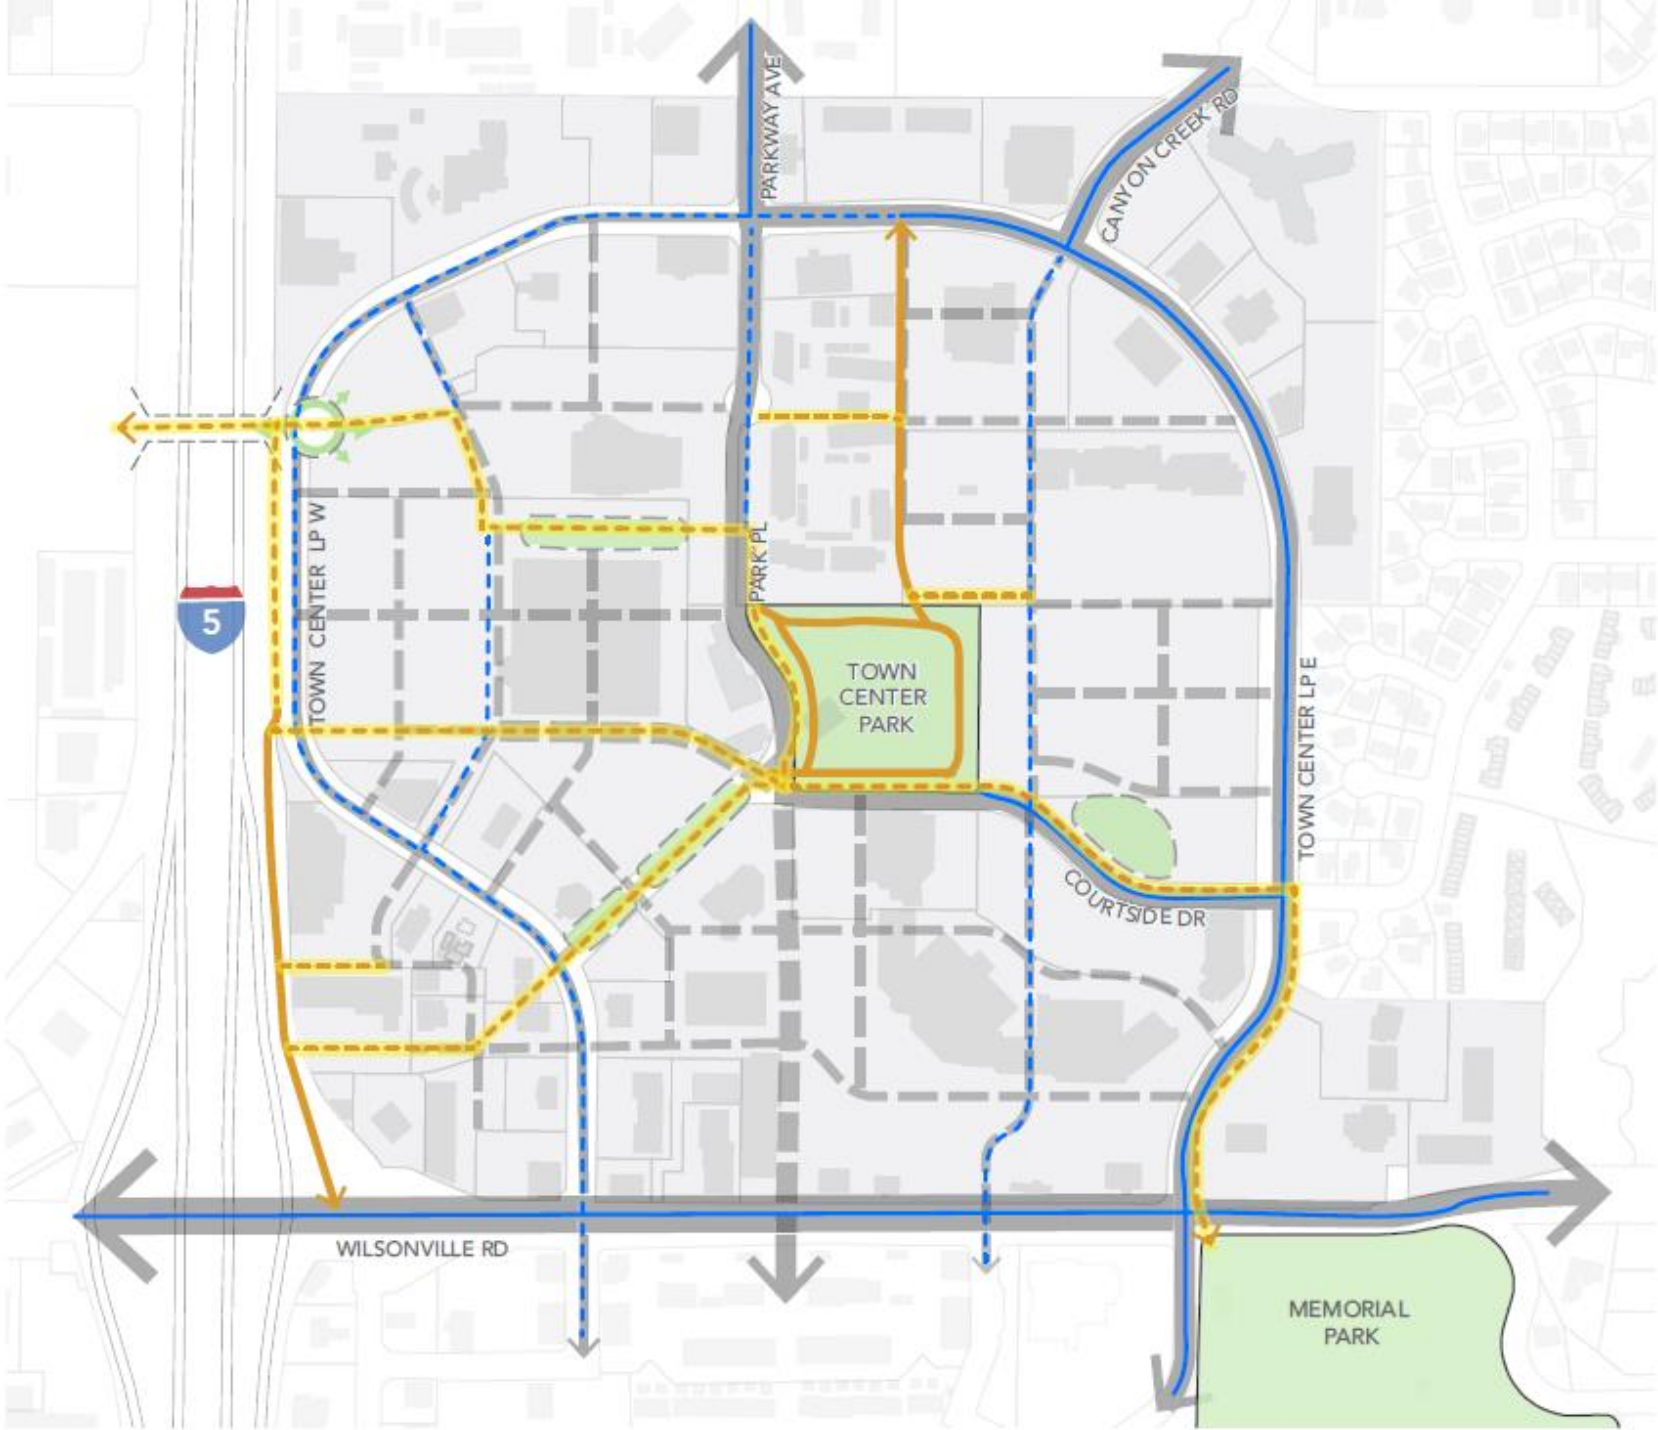 PARKWAY AVE
CANYON CREEK RD
TOWN CENTER LP W
PARK PL
5
TOWN
CENTER
PARK
TOWN CENTER LP E
COURTSIDE DR
WILSONVILLE RD
MEMORIAL
PARK